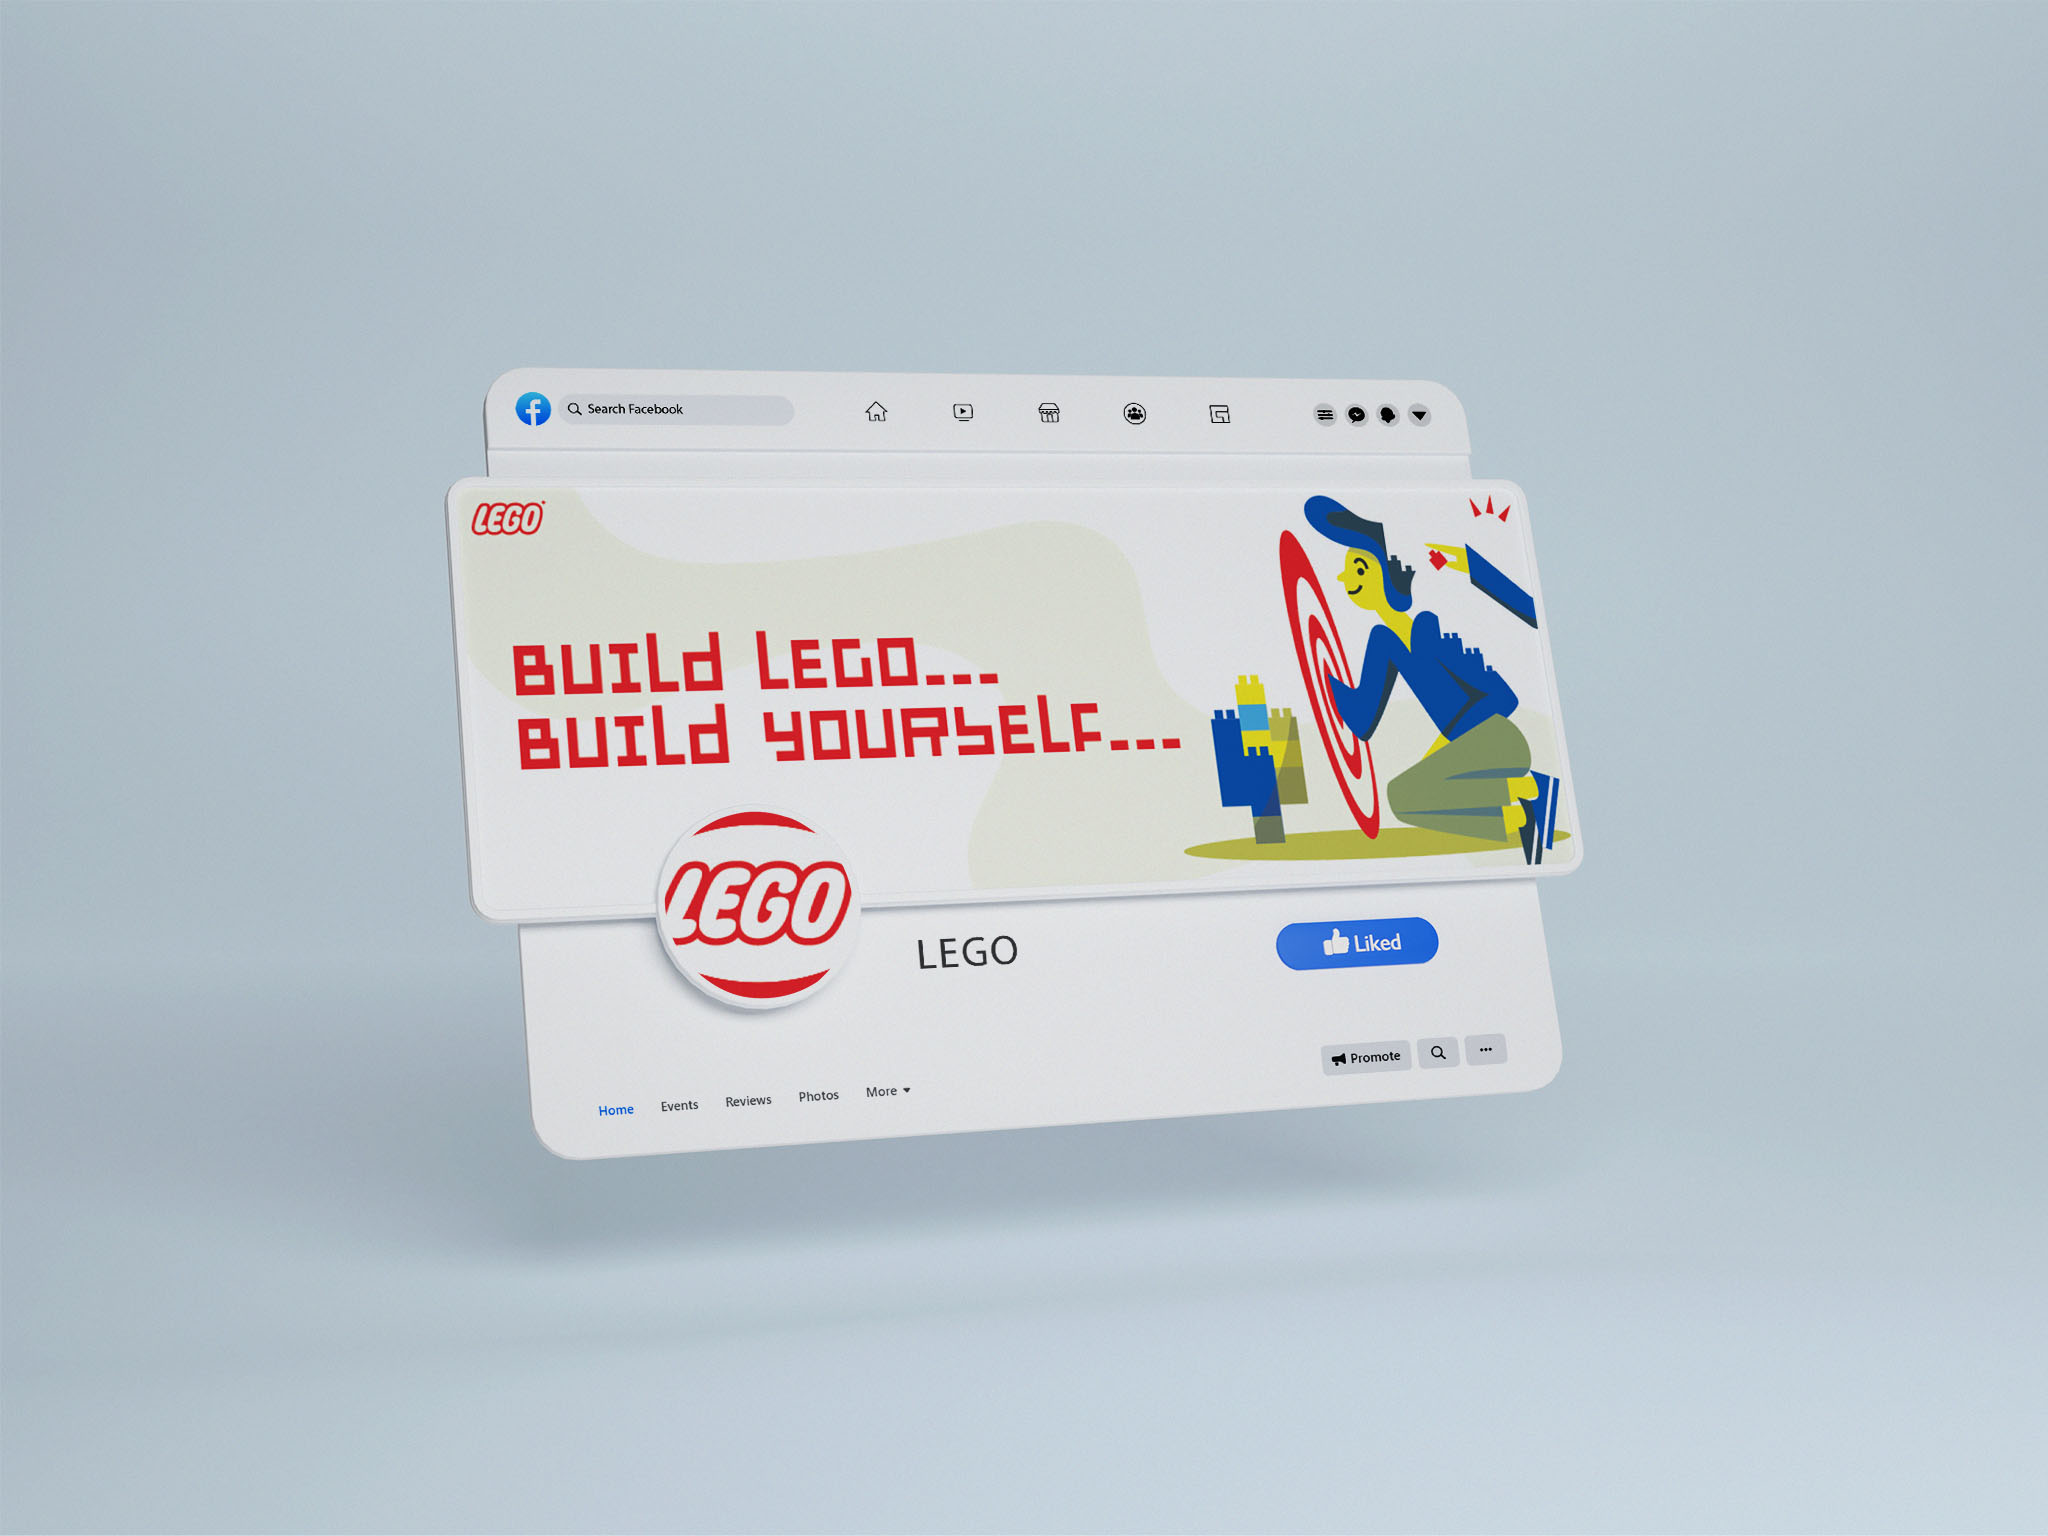 Search Facebook
LEGO
BUILD LEGO...
BUILD YOURSELF...
LEGO
LEGO
Liked
Promote
Home Events Reviews Photos More